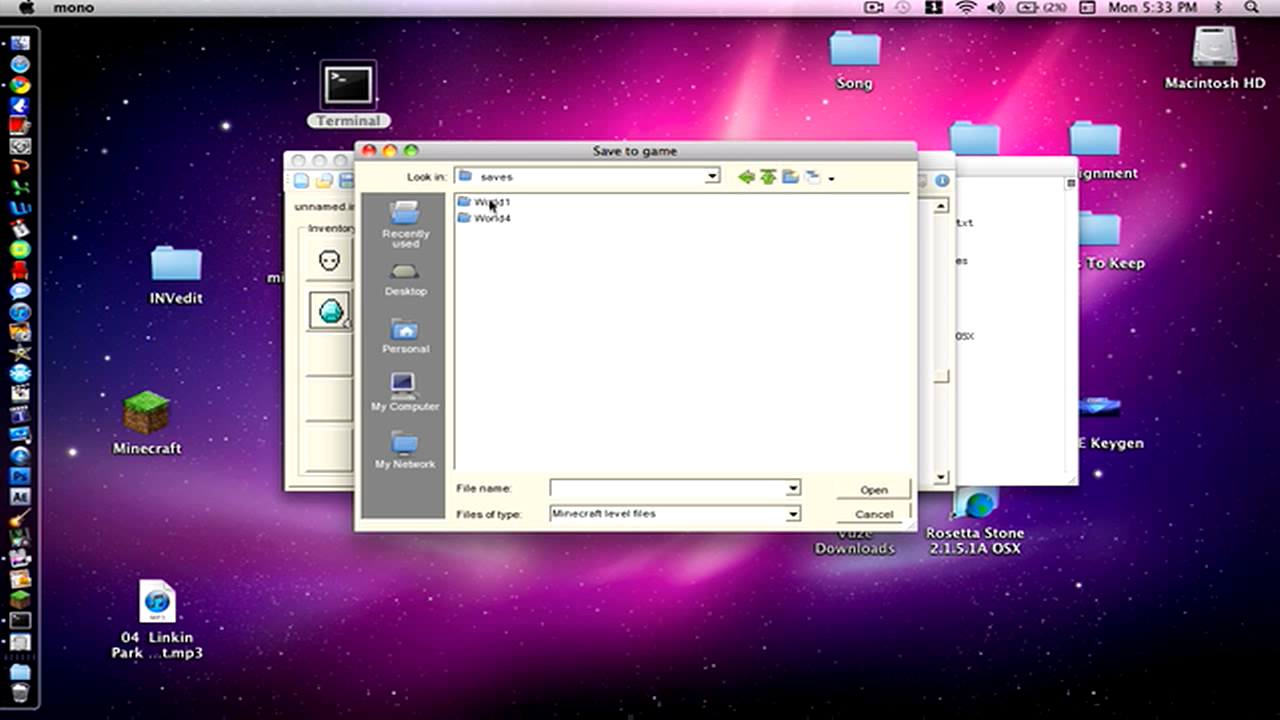 mono
(2%)
Mon 5:33 PM
Song
Macintosh HD
Terminal
Save to game
Look in:
saves
ignment
unnamed.in
Inventory
World1
World4
Recently
used
Desktop
Personal
My Computer
My Network
txt
es
To Keep
mi
INVedit
OSX
Minecraft
E Keygen
File name:
Open
Files of type:
Minecraft level files
Cancel
Vuze
Downloads
Rosetta Stone
2.1.5.1A OSX
04 Linkin
Park ...t.mp3